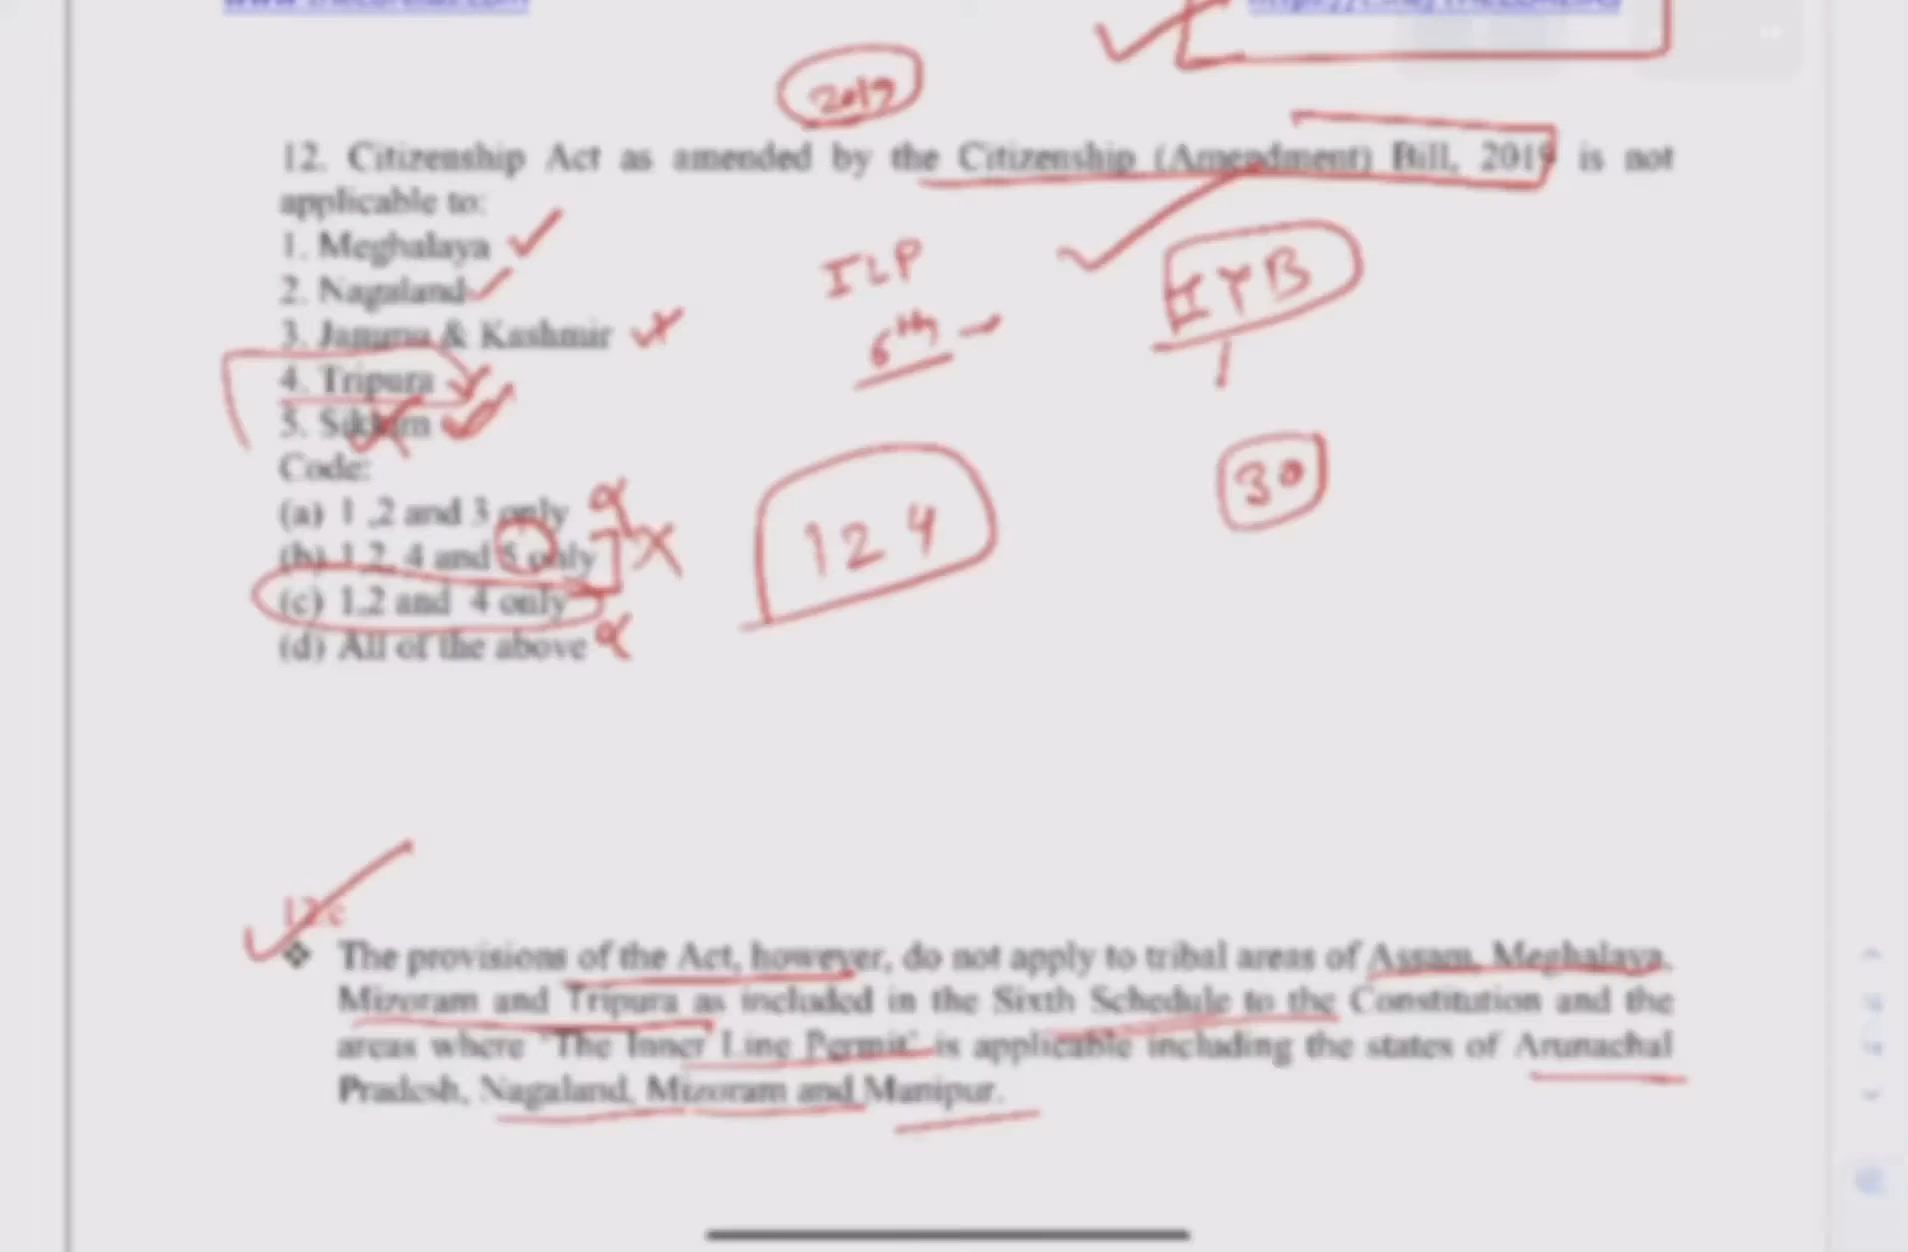 2019
12. Citizenship Act as amended by the Citizenship (Amendment) Bill, 2019 is not
applicable to:
1. Meghalaya
2. Nagaland
3. Jammu & Kashmir
4. Tripura
5. Sikkim
Code:
(a) 1 ,2 and 3 only
(b) 1,2, 4 and 5 only
(c) 1,2 and 4 only
(d) All of the above
ILP
6th
IYB
30
1 2 4
12.c
❖ The provisions of the Act, however, do not apply to tribal areas of Assam, Meghalaya,
Mizoram and Tripura as included in the Sixth Schedule to the Constitution and the
areas where 'The Inner Line Permit' is applicable including the states of Arunachal
Pradesh, Nagaland, Mizoram and Manipur.